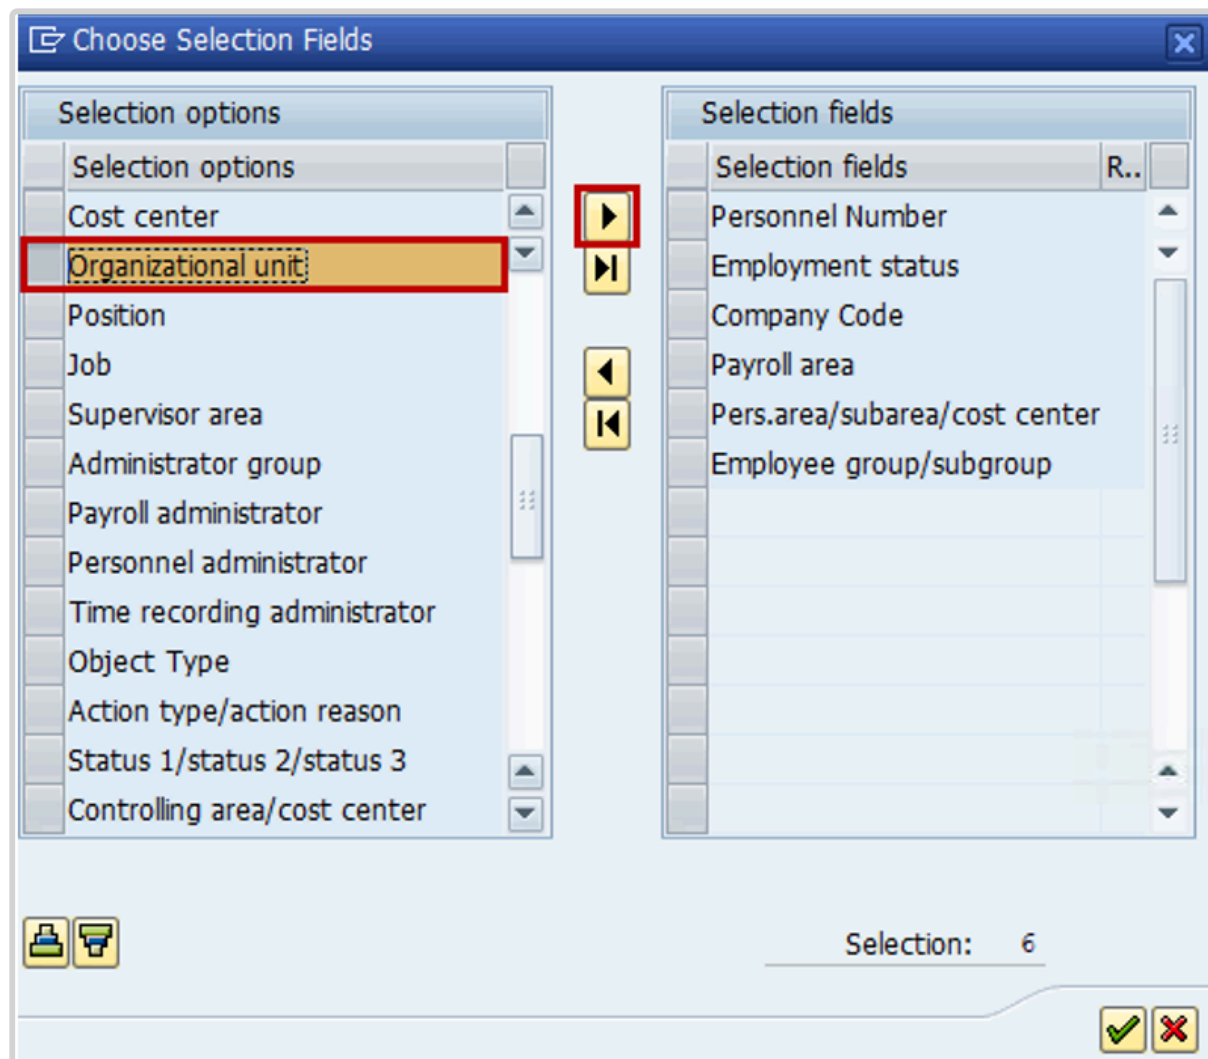 Choose Selection Fields
Selection options
Selection options
Cost center
Organizational unit
Position
Job
Supervisor area
Administrator group
Payroll administrator
Personnel administrator
Time recording administrator
Object Type
Action type/action reason
Status 1/status 2/status 3
Controlling area/cost center
Selection fields
Selection fields R..
Personnel Number
Employment status
Company Code
Payroll area
Pers.area/subarea/cost center
Employee group/subgroup
Selection: 6